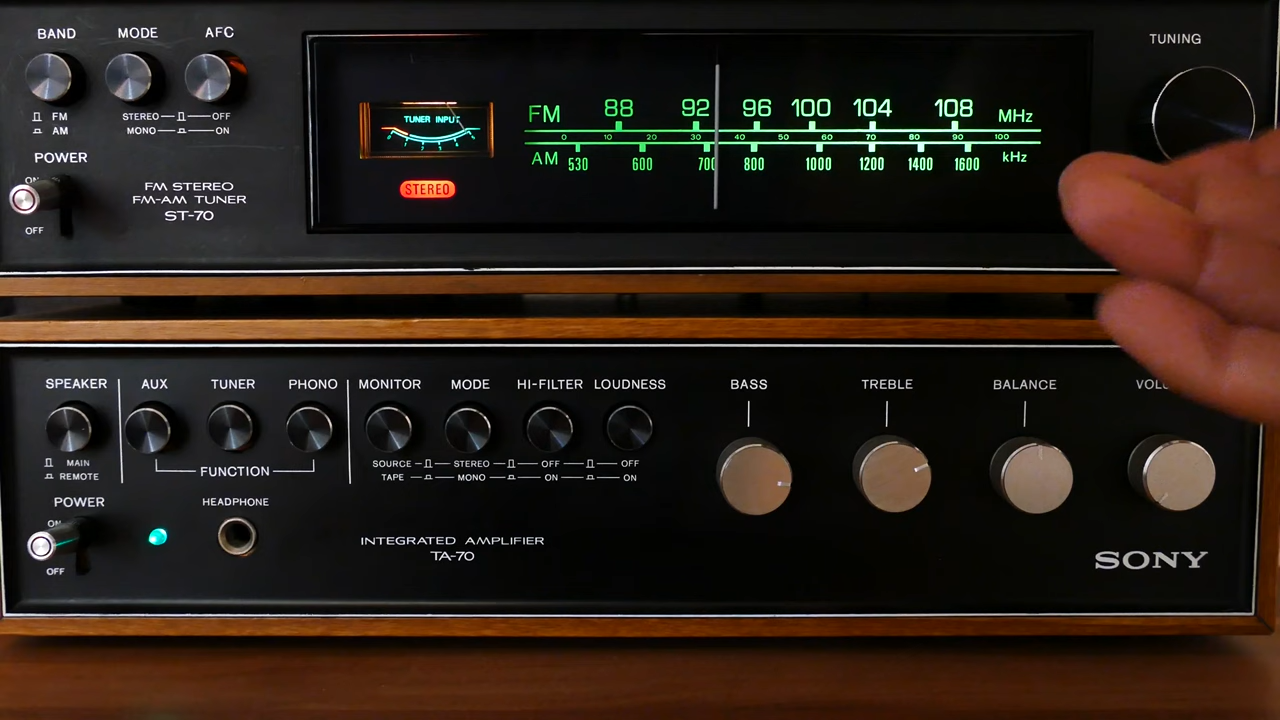 BAND MODE AFC TUNING
FM STEREO OFF
AM MONO ON
POWER
ON
OFF
FM STEREO
FM-AM TUNER
ST-70
TUNER INPUT
STEREO
FM 88 92 96 100 104 108 MHz
0 10 20 30 40 50 60 70 80 90 100
AM 530 600 700 800 1000 1200 1400 1600 kHz
SPEAKER AUX TUNER PHONO MONITOR MODE HI-FILTER LOUDNESS BASS TREBLE BALANCE
MAIN
REMOTE
FUNCTION
SOURCE STEREO OFF OFF
TAPE MONO ON ON
POWER
ON
OFF
HEADPHONE
INTEGRATED AMPLIFIER
TA-70
SONY